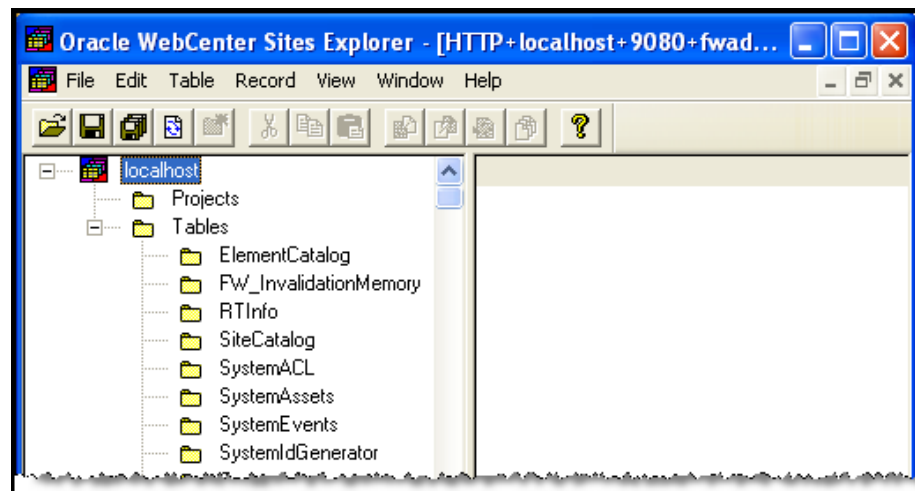 Oracle WebCenter Sites Explorer - [HTTP+localhost+9080+fwad...
File Edit Table Record View Window Help
localhost
Projects
Tables
ElementCatalog
FW_InvalidationMemory
RTInfo
SiteCatalog
SystemACL
SystemAssets
SystemEvents
SystemIdGenerator